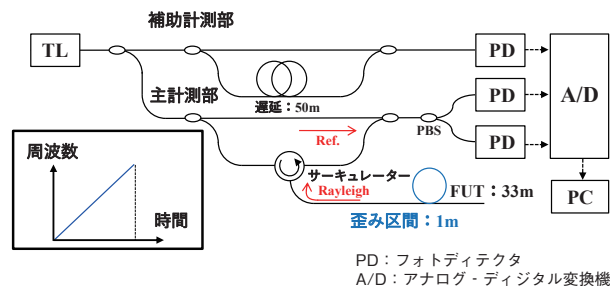 補助計測部
TL
PD
遅延：50m
主計測部
PD
A/D
Ref.
PBS
PD
周波数
時間
サーキュレーター
Rayleigh
FUT：33m
歪み区間：1m
PC
PD：フォトディテクタ
A/D：アナログ - ディジタル変換機